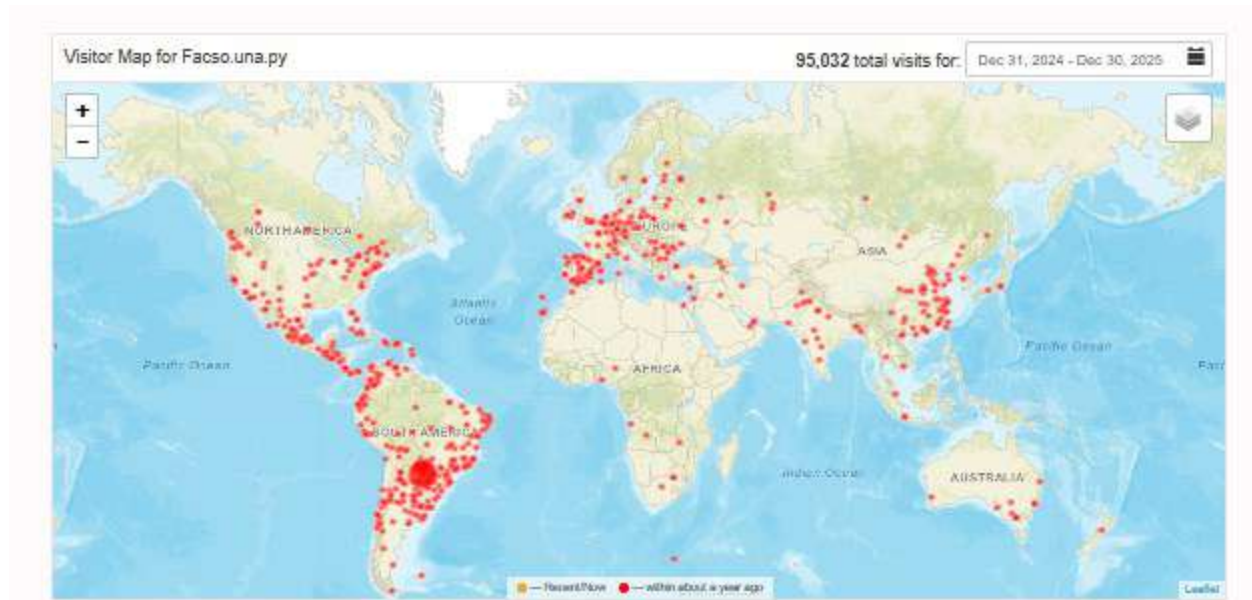 Visitor Map for Facso.una.py
95,032 total visits for: Dec 31, 2024 - Dec 30, 2025
+
−
NORTH AMERICA
EUROPE
ASIA
Atlantic
Ocean
Pacific Ocean
Pacific Ocean
AFRICA
SOUTH AMERICA
Indian Ocean
AUSTRALIA
— Recent/Now — within about a year ago
Leaflet